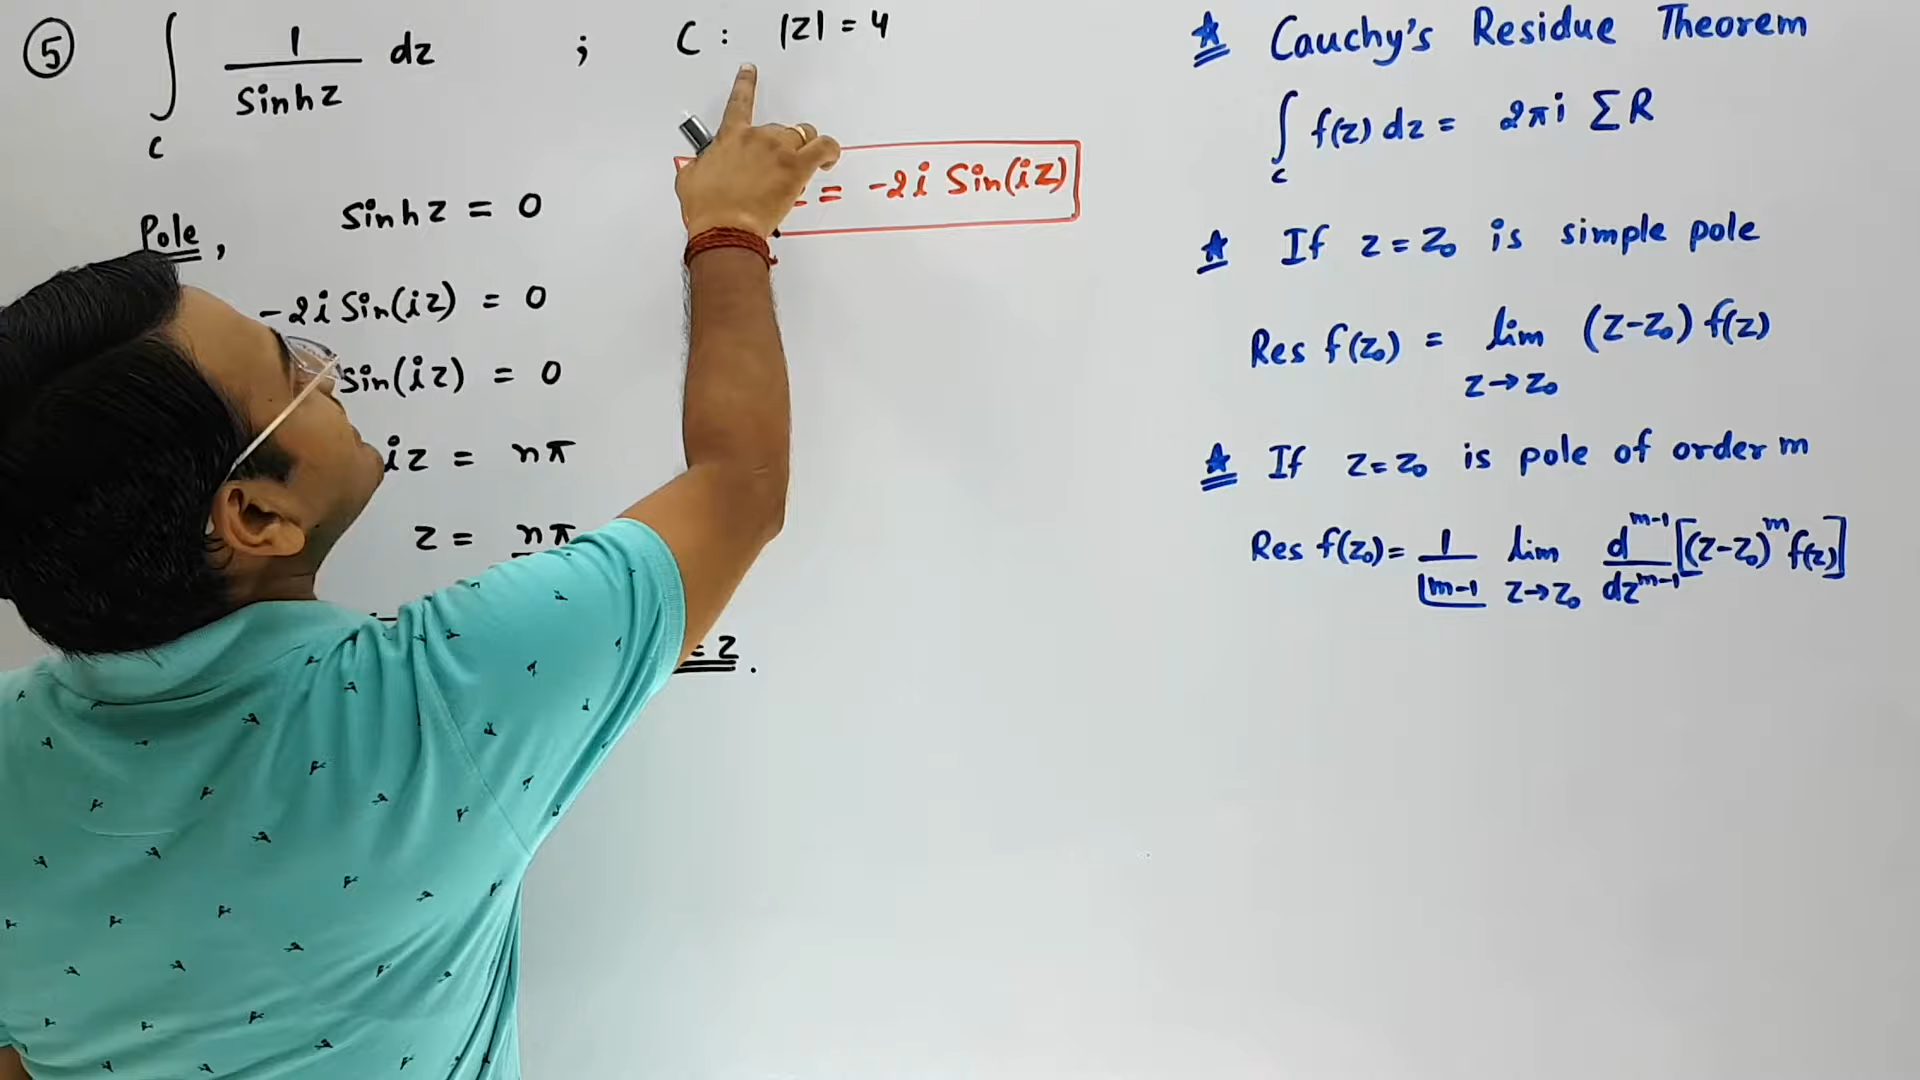 ⑤ ∫ 1/sinhz dz ; C : |z| = 4
C
= -2i Sin(iz)
Pole, sinhz = 0
-2i Sin(iz) = 0
sin(iz) = 0
iz = nπ
z = nπ
= z .
★ Cauchy's Residue Theorem
∫ f(z) dz = 2πi ΣR
c
★ If z = z₀ is simple pole
Res f(z₀) = lim (z-z₀) f(z)
z→z₀
★ If z=z₀ is pole of order m
Res f(z₀) = 1/|m-1 lim d^m-1/dz^m-1 [(z-z₀)^m f(z)]
z→z₀